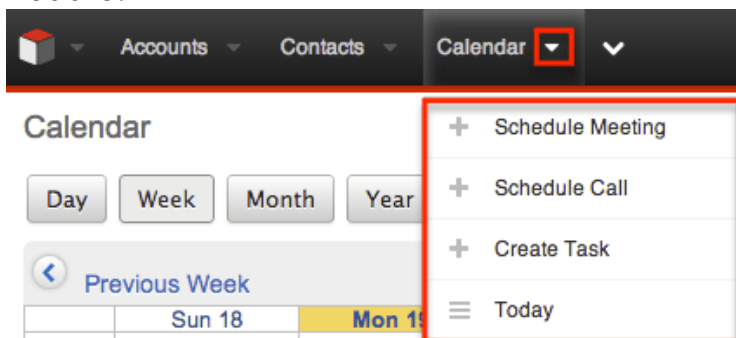 Accounts Contacts Calendar
Calendar
Schedule Meeting
Day Week Month Year
Schedule Call
Create Task
Previous Week
Today
Sun 18 Mon